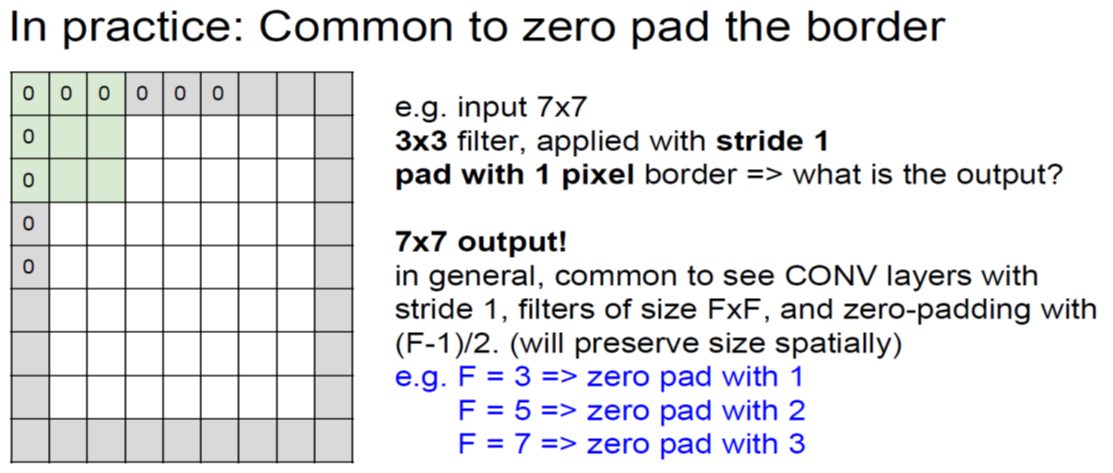 In practice: Common to zero pad the border
0 0 0 0 0 0
0
0
0
0
e.g. input 7x7
3x3 filter, applied with stride 1
pad with 1 pixel border => what is the output?
7x7 output!
in general, common to see CONV layers with
stride 1, filters of size FxF, and zero-padding with
(F-1)/2. (will preserve size spatially)
e.g. F = 3 => zero pad with 1
F = 5 => zero pad with 2
F = 7 => zero pad with 3